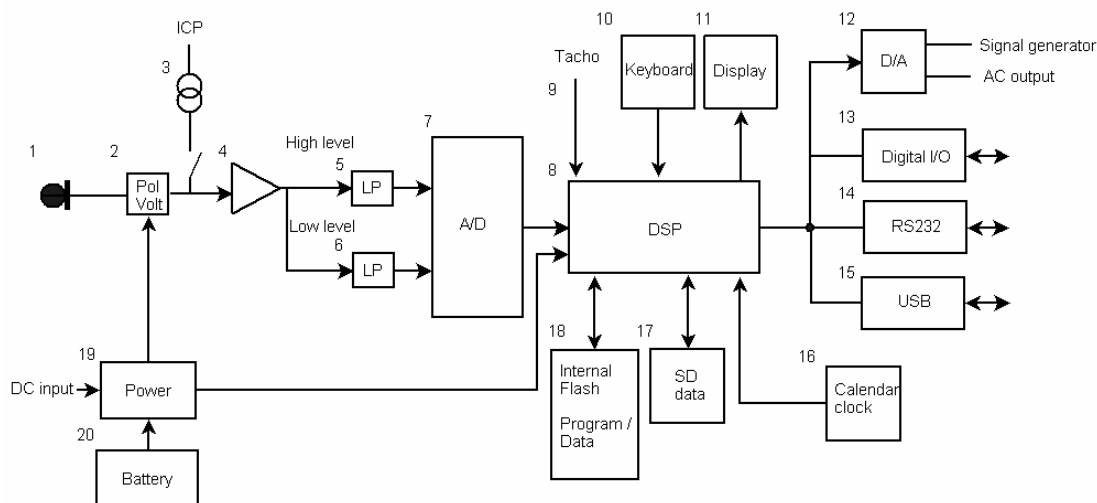 ICP
3
1
2
Pol
Volt
4
High level
5
LP
Low level
6
LP
7
A/D
Tacho
9
10
Keyboard
11
Display
8
DSP
12
D/A
Signal generator
AC output
13
Digital I/O
14
RS232
15
USB
18
Internal
Flash
Program /
Data
17
SD
data
16
Calendar
clock
19
DC input
Power
20
Battery